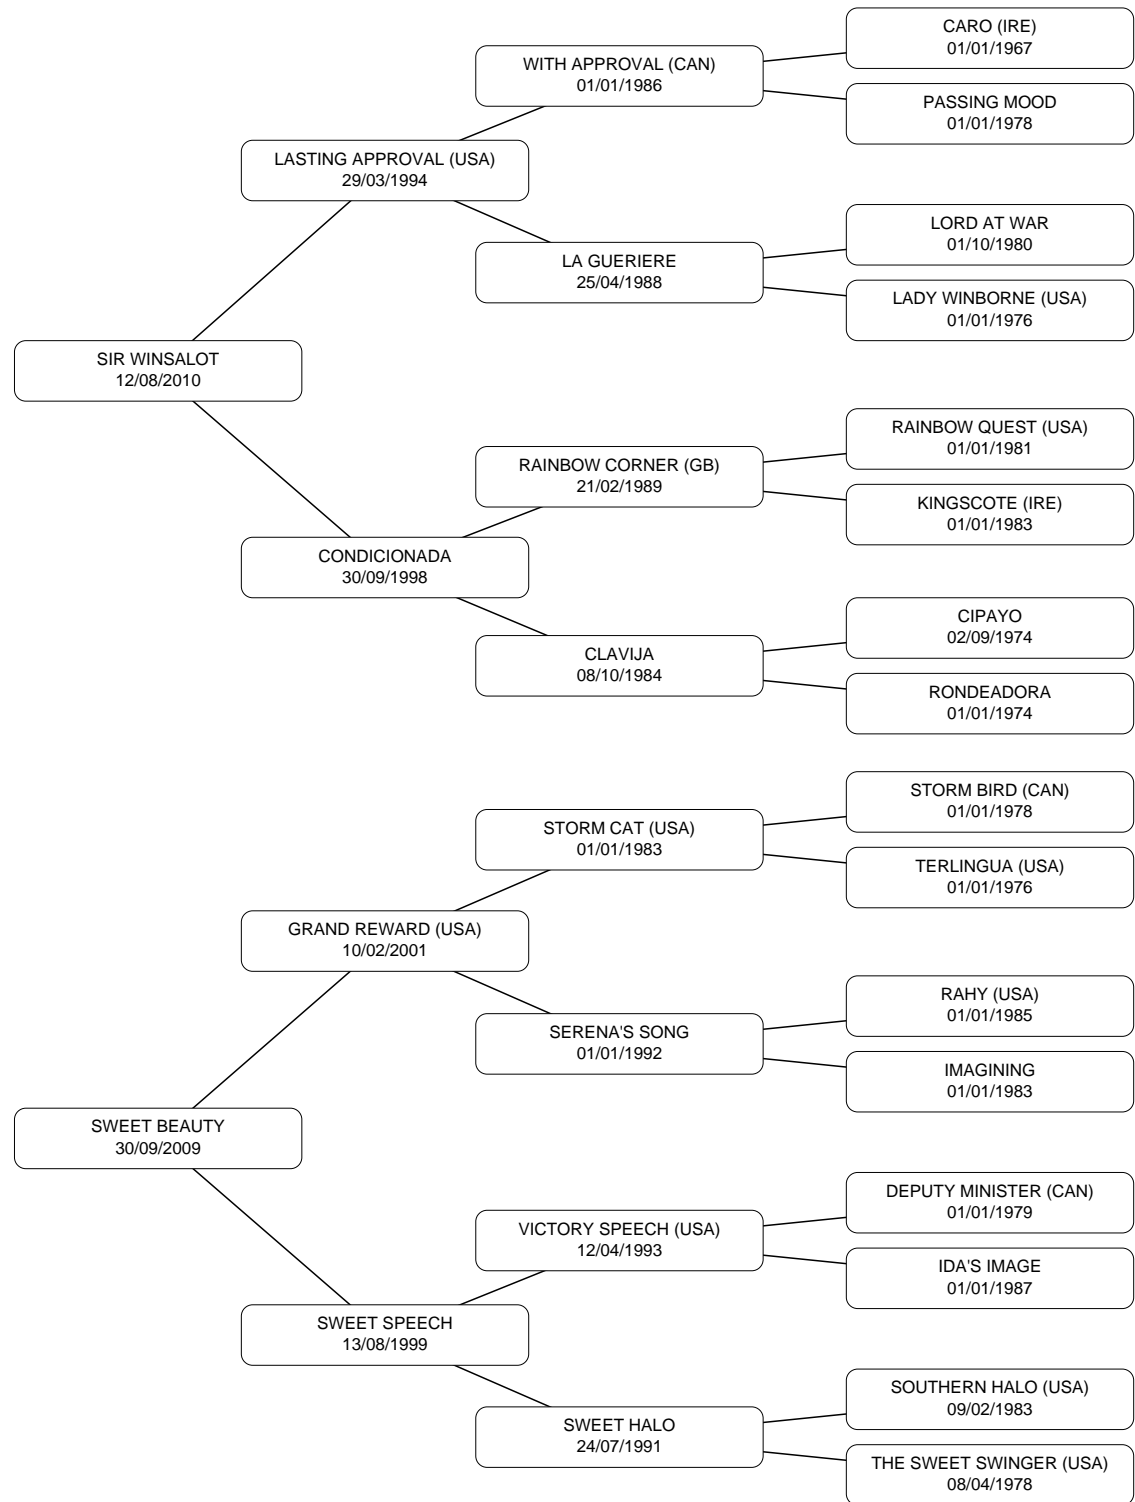 CARO (IRE)
01/01/1967
WITH APPROVAL (CAN)
01/01/1986
PASSING MOOD
01/01/1978
LASTING APPROVAL (USA)
29/03/1994
LORD AT WAR
01/10/1980
LA GUERIERE
25/04/1988
LADY WINBORNE (USA)
01/01/1976
SIR WINSALOT
12/08/2010
RAINBOW QUEST (USA)
01/01/1981
RAINBOW CORNER (GB)
21/02/1989
KINGSCOTE (IRE)
01/01/1983
CONDICIONADA
30/09/1998
CIPAYO
02/09/1974
CLAVIJA
08/10/1984
RONDEADORA
01/01/1974
STORM BIRD (CAN)
01/01/1978
STORM CAT (USA)
01/01/1983
TERLINGUA (USA)
01/01/1976
GRAND REWARD (USA)
10/02/2001
RAHY (USA)
01/01/1985
SERENA'S SONG
01/01/1992
IMAGINING
01/01/1983
SWEET BEAUTY
30/09/2009
DEPUTY MINISTER (CAN)
01/01/1979
VICTORY SPEECH (USA)
12/04/1993
IDA'S IMAGE
01/01/1987
SWEET SPEECH
13/08/1999
SOUTHERN HALO (USA)
09/02/1983
SWEET HALO
24/07/1991
THE SWEET SWINGER (USA)
08/04/1978